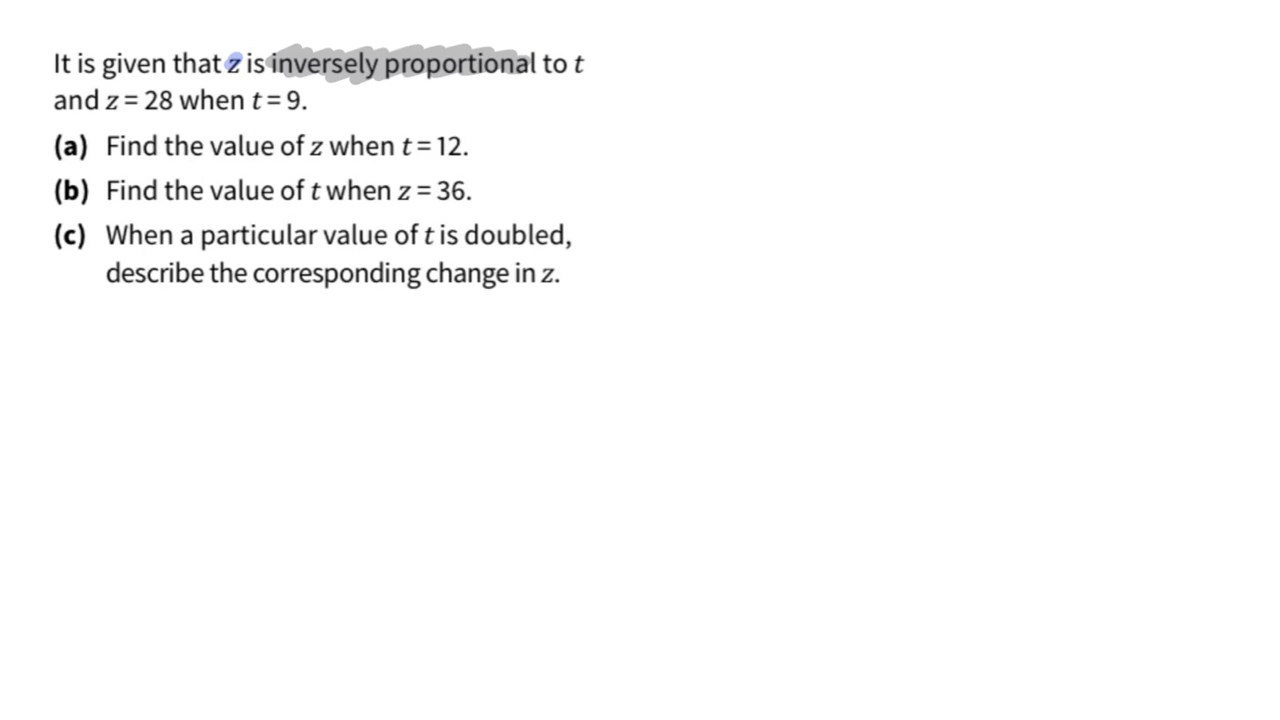 It is given that z is inversely proportional to t
and z = 28 when t = 9.
(a) Find the value of z when t = 12.
(b) Find the value of t when z = 36.
(c) When a particular value of t is doubled,
describe the corresponding change in z.